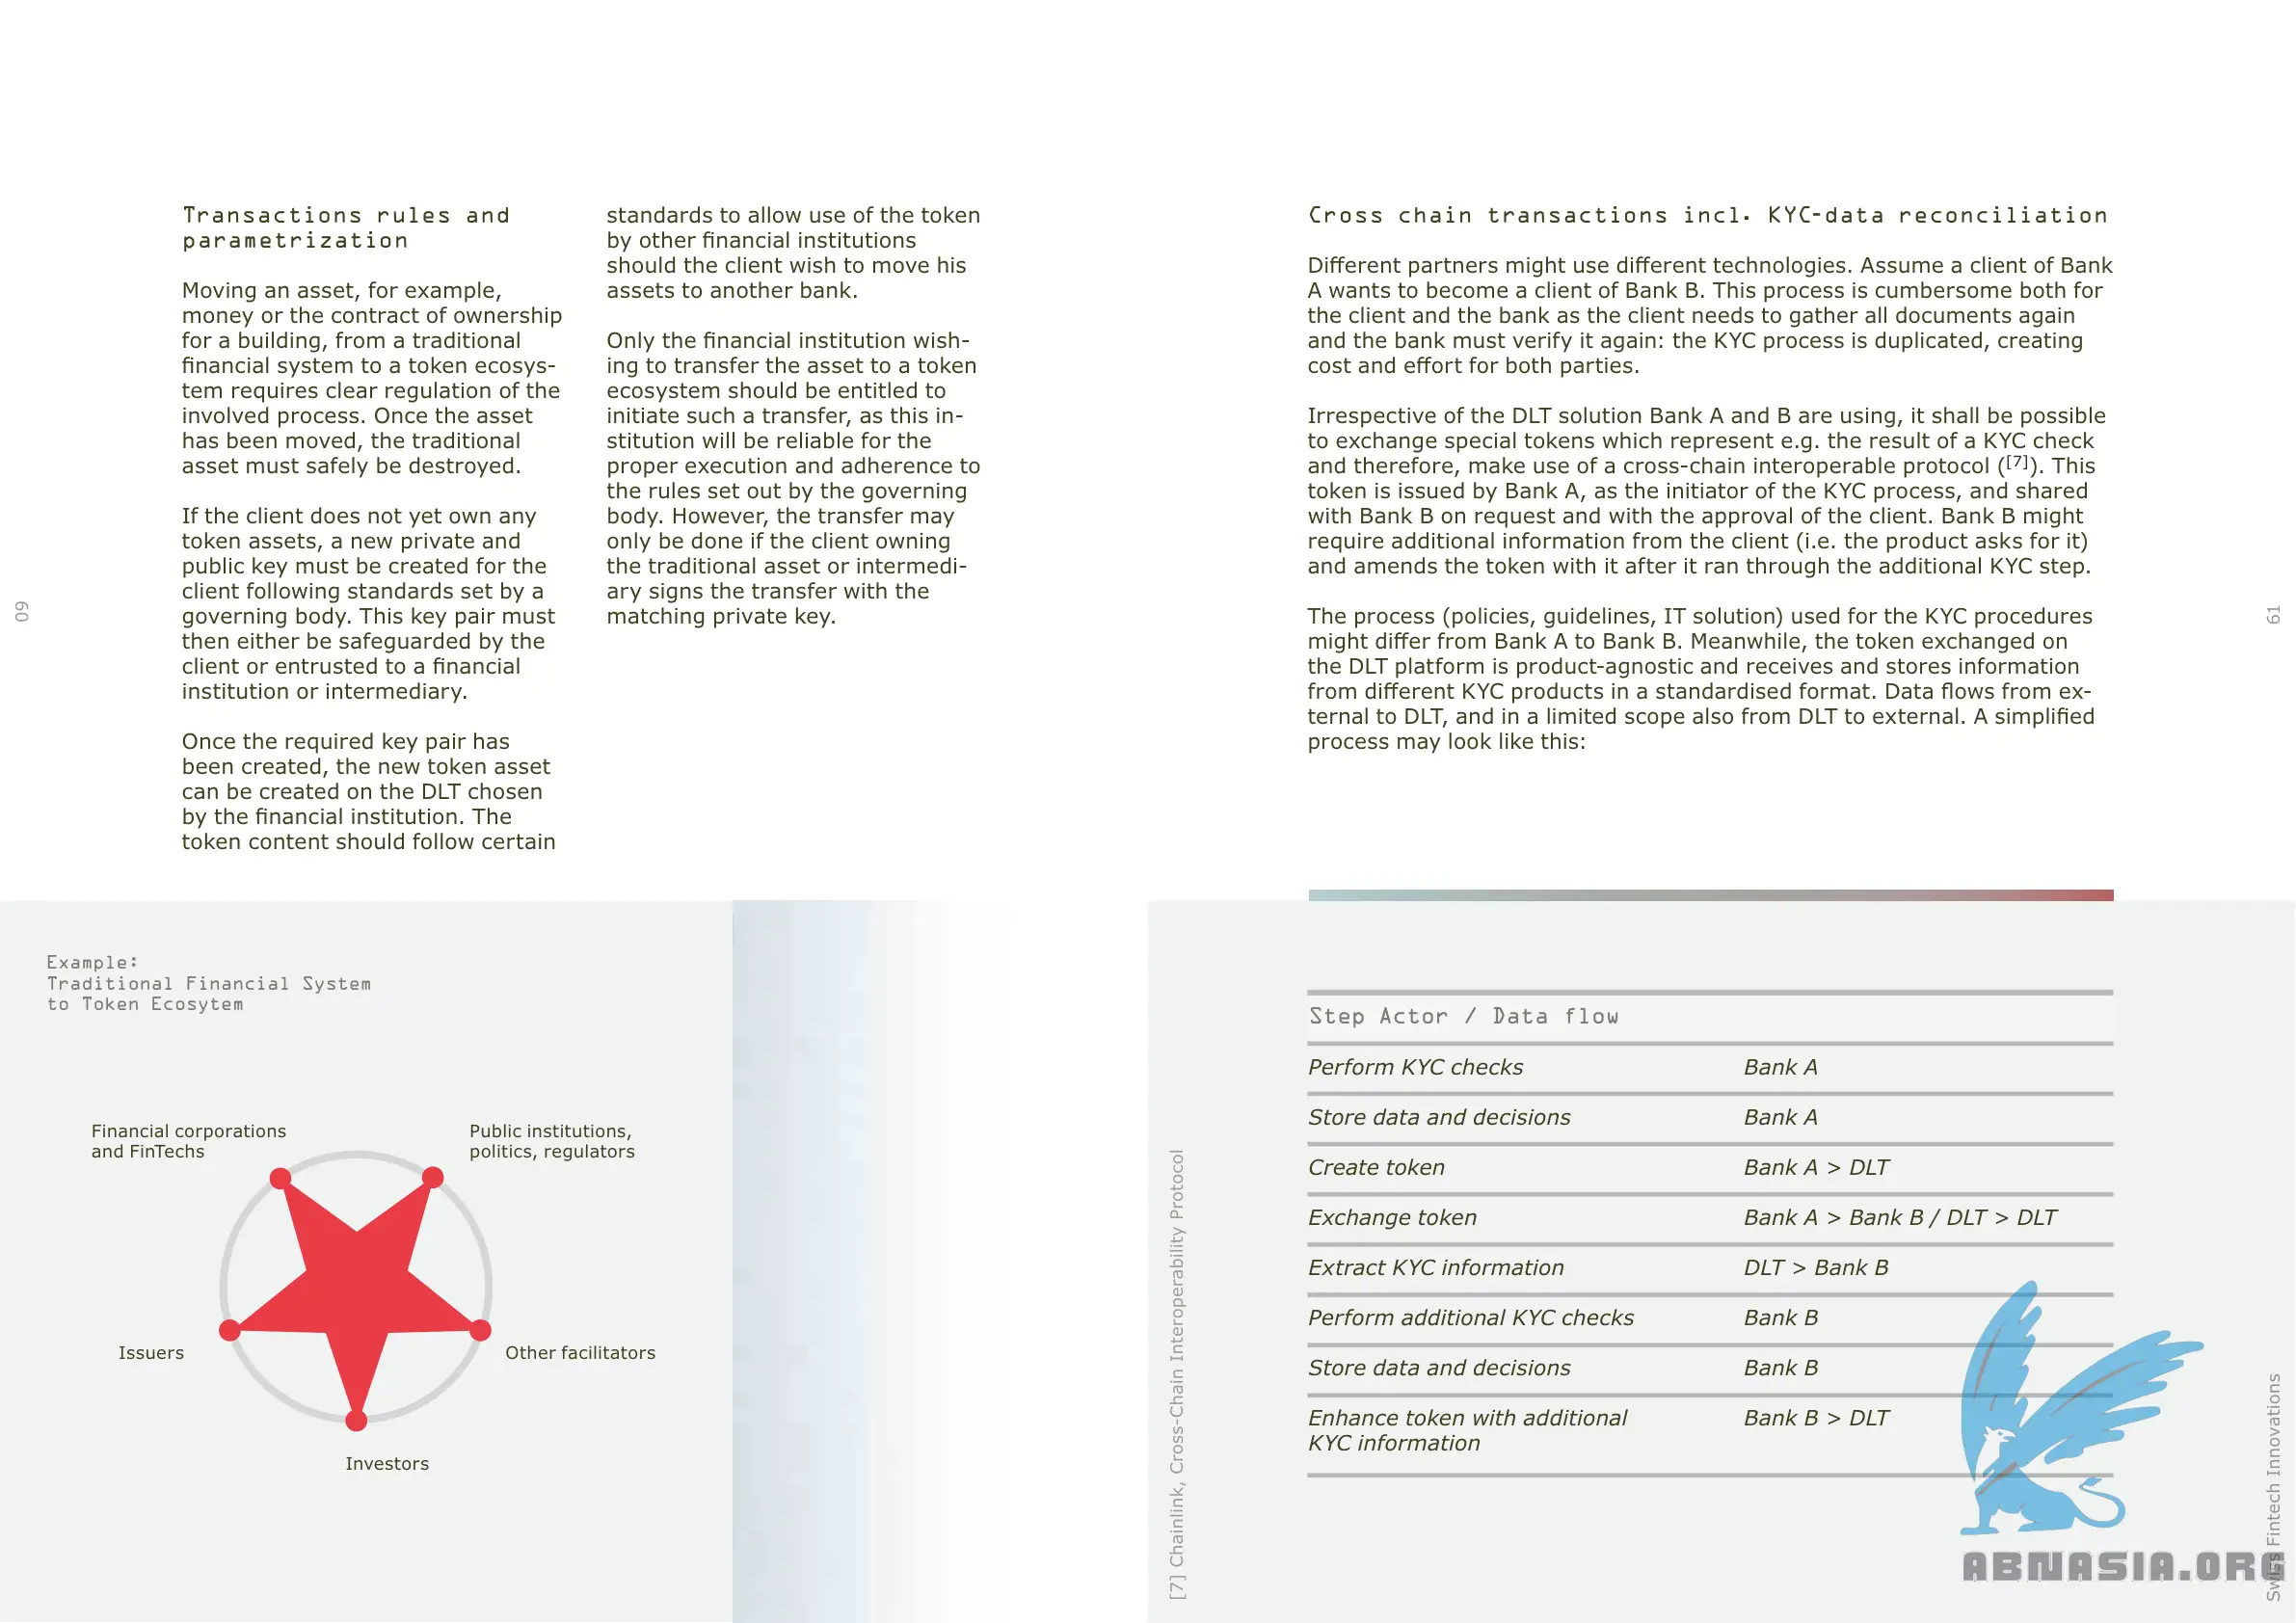 Transactions rules and
parametrization
Moving an asset, for example,
money or the contract of ownership
for a building, from a traditional
financial system to a token ecosys-
tem requires clear regulation of the
involved process. Once the asset
has been moved, the traditional
asset must safely be destroyed.
If the client does not yet own any
token assets, a new private and
public key must be created for the
client following standards set by a
governing body. This key pair must
then either be safeguarded by the
client or entrusted to a financial
institution or intermediary.
Once the required key pair has
been created, the new token asset
can be created on the DLT chosen
by the financial institution. The
token content should follow certain
standards to allow use of the token
by other financial institutions
should the client wish to move his
assets to another bank.
Only the financial institution wish-
ing to transfer the asset to a token
ecosystem should be entitled to
initiate such a transfer, as this in-
stitution will be reliable for the
proper execution and adherence to
the rules set out by the governing
body. However, the transfer may
only be done if the client owning
the traditional asset or intermedi-
ary signs the transfer with the
matching private key.
60
Example:
Traditional Financial System
to Token Ecosytem
Financial corporations
and FinTechs
Public institutions,
politics, regulators
Issuers
Other facilitators
Investors
Cross chain transactions incl. KYC-data reconciliation
Different partners might use different technologies. Assume a client of Bank
A wants to become a client of Bank B. This process is cumbersome both for
the client and the bank as the client needs to gather all documents again
and the bank must verify it again: the KYC process is duplicated, creating
cost and effort for both parties.
Irrespective of the DLT solution Bank A and B are using, it shall be possible
to exchange special tokens which represent e.g. the result of a KYC check
and therefore, make use of a cross-chain interoperable protocol ([7]). This
token is issued by Bank A, as the initiator of the KYC process, and shared
with Bank B on request and with the approval of the client. Bank B might
require additional information from the client (i.e. the product asks for it)
and amends the token with it after it ran through the additional KYC step.
The process (policies, guidelines, IT solution) used for the KYC procedures
might differ from Bank A to Bank B. Meanwhile, the token exchanged on
the DLT platform is product-agnostic and receives and stores information
from different KYC products in a standardised format. Data flows from ex-
ternal to DLT, and in a limited scope also from DLT to external. A simplified
process may look like this:
61
Step Actor / Data flow
Perform KYC checks Bank A
Store data and decisions Bank A
Create token Bank A > DLT
Exchange token Bank A > Bank B / DLT > DLT
Extract KYC information DLT > Bank B
Perform additional KYC checks Bank B
Store data and decisions Bank B
Enhance token with additional Bank B > DLT
KYC information
[7] Chainlink, Cross-Chain Interoperability Protocol
Swiss Fintech Innovations
ABNASIA.ORG